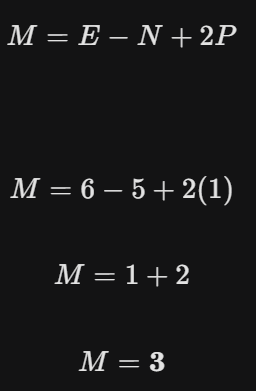 M = E − N + 2P
M = 6 − 5 + 2(1)
M = 1 + 2
M = 3